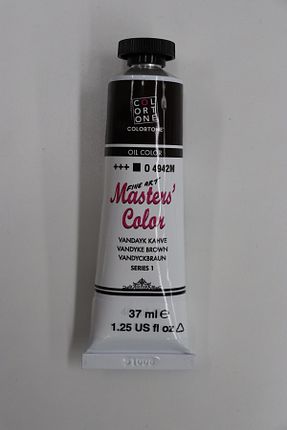 COL
ORT
ONE
COLORTONE
OIL COLOR
+++ ■ O 4942M
FINE ART
Masters'
Color
VANDAYK KAHVE
VANDYKE BROWN
VANDYCKBRAUN
SERIES 1
37 ml ℮
1.25 US fl oz